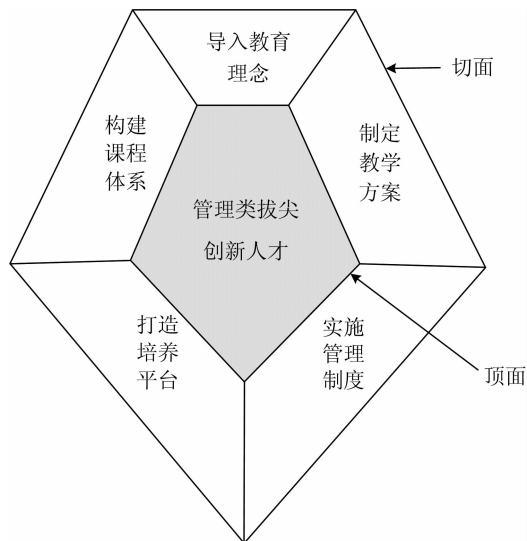 导入教育
理念
切面
构建
课程
体系
制定
教学
方案
管理类拔尖
创新人才
打造
培养
平台
实施
管理
制度
顶面